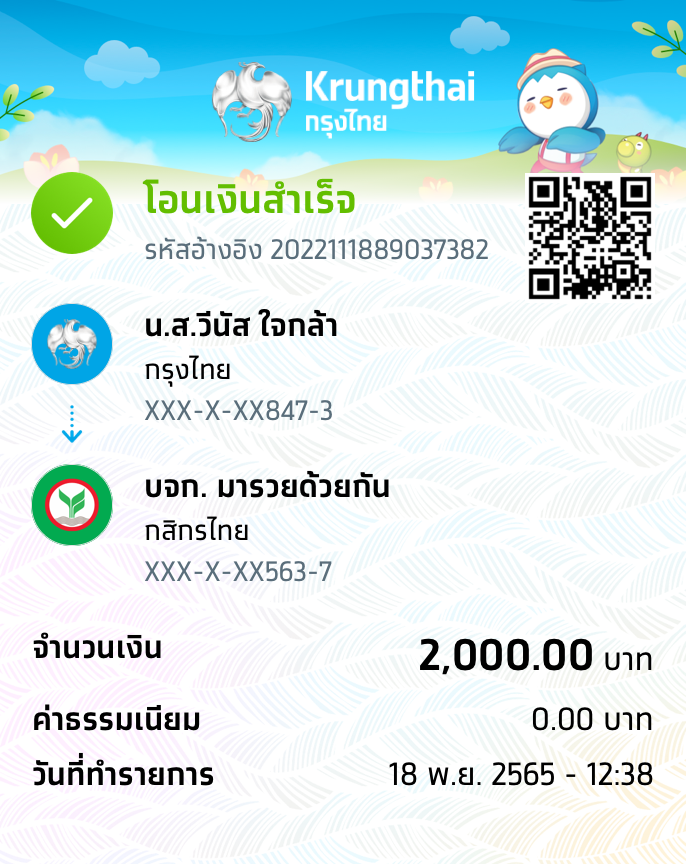 Krungthai
กรุงไทย
โอนเงินสำเร็จ
รหัสอ้างอิง 2022111889037382
น.ส.วีนัส ใจกล้า
กรุงไทย
XXX-X-XX847-3
บจก. มารวยด้วยกัน
กสิกรไทย
XXX-X-XX563-7
จำนวนเงิน 2,000.00 บาท
ค่าธรรมเนียม 0.00 บาท
วันที่ทำรายการ 18 พ.ย. 2565 - 12:38